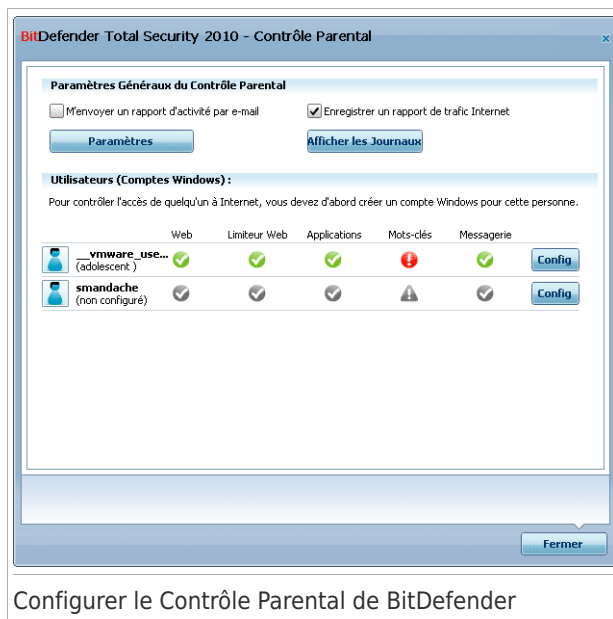 BitDefender Total Security 2010 - Contrôle Parental
Paramètres Généraux du Contrôle Parental
M'envoyer un rapport d'activité par e-mail
Enregistrer un rapport de trafic Internet
Paramètres
Afficher les Journaux
Utilisateurs (Comptes Windows) :
Pour contrôler l'accès de quelqu'un à Internet, vous devez d'abord créer un compte Windows pour cette personne.
Web Limiteur Web Applications Mots-clés Messagerie
__vmware_use...
(adolescent )
Config
smandache
(non configuré)
Config
Fermer
Configurer le Contrôle Parental de BitDefender